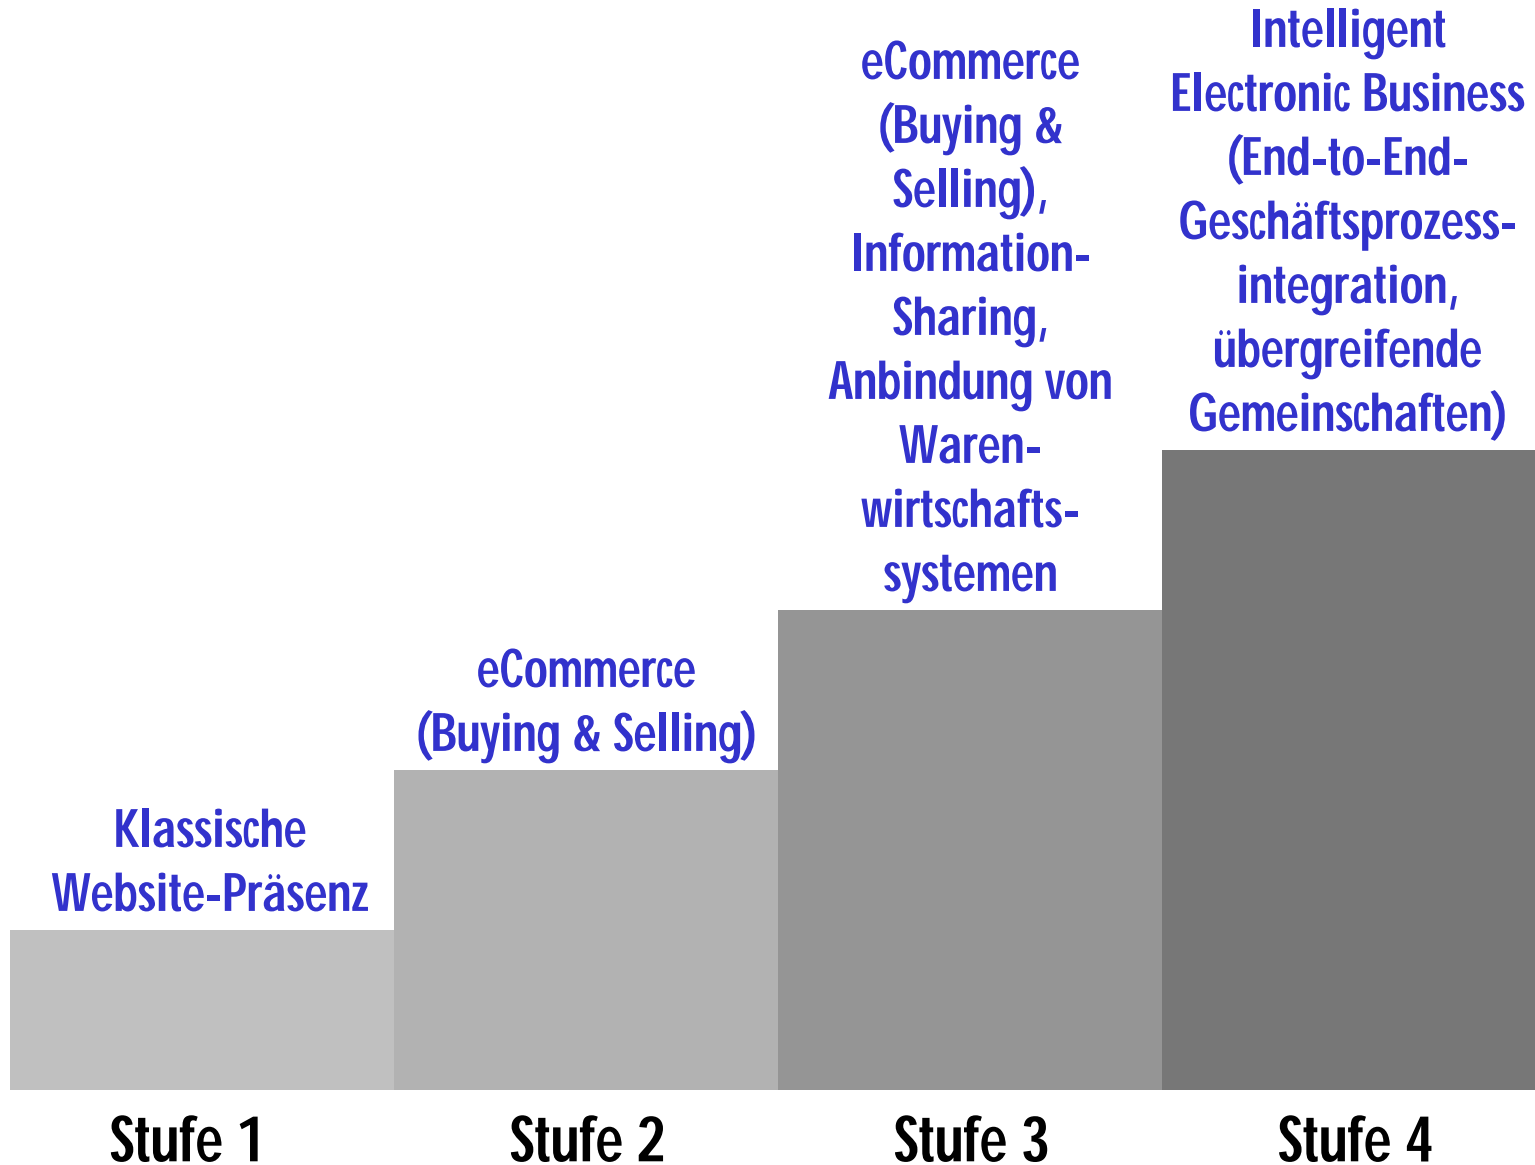 Klassische
Website-Präsenz
eCommerce
(Buying & Selling)
eCommerce
(Buying &
Selling),
Information-
Sharing,
Anbindung von
Waren-
wirtschafts-
systemen
Intelligent
Electronic Business
(End-to-End-
Geschäftsprozess-
integration,
übergreifende
Gemeinschaften)
Stufe 1
Stufe 2
Stufe 3
Stufe 4